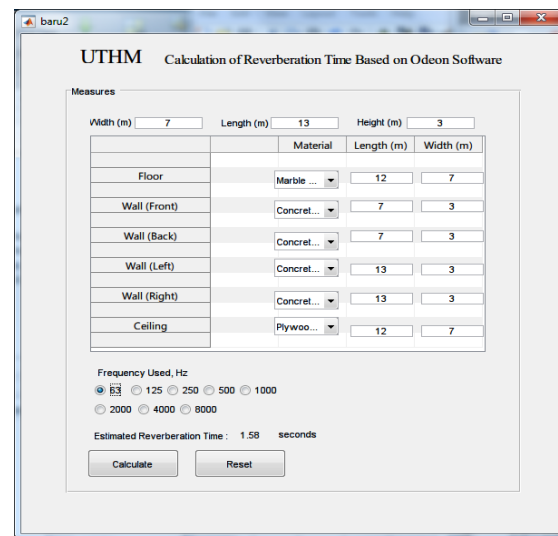 baru2
UTHM Calculation of Reverberation Time Based on Odeon Software
Measures
Width (m) 7 Length (m) 13 Height (m) 3
Material Length (m) Width (m)
Floor Marble ... 12 7
Wall (Front) Concret... 7 3
Wall (Back) Concret... 7 3
Wall (Left) Concret... 13 3
Wall (Right) Concret... 13 3
Ceiling Plywoo... 12 7
Frequency Used, Hz
63 125 250 500 1000
2000 4000 8000
Estimated Reverberation Time : 1.58 seconds
Calculate Reset